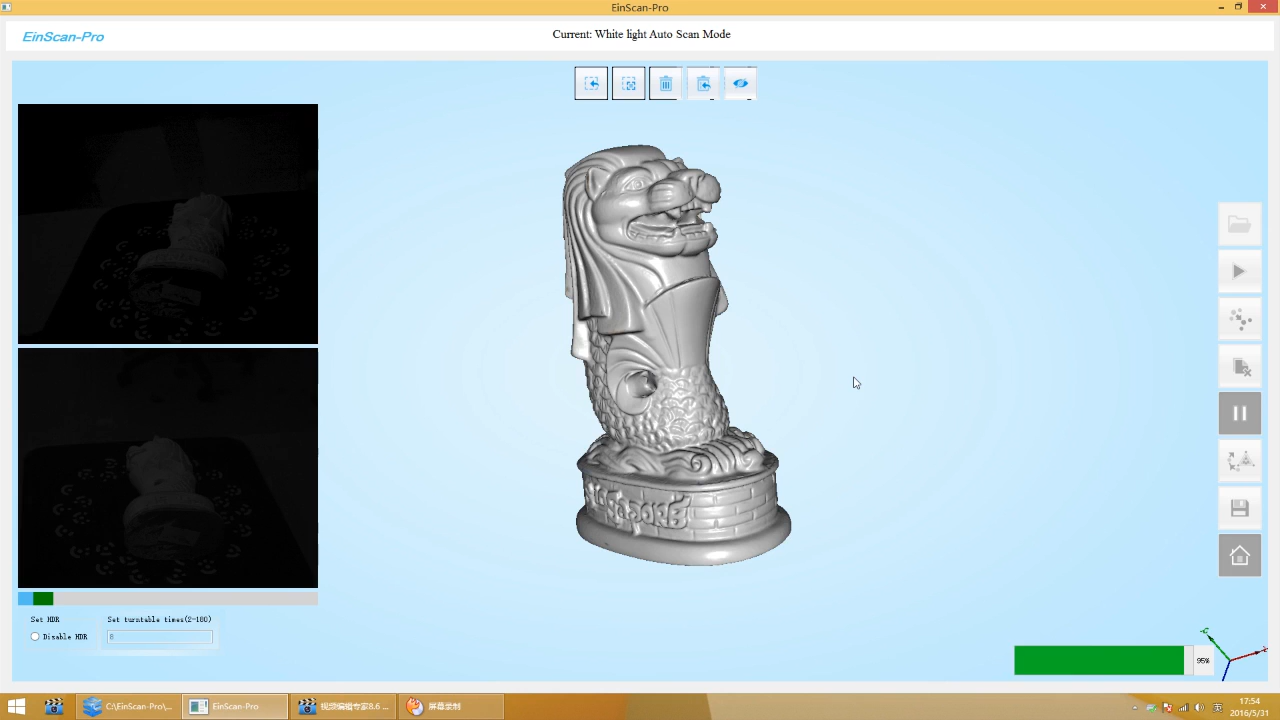 EinScan-Pro
EinScan-Pro
Current: White light Auto Scan Mode
Set HDR
Set turntable times(2-180)
Disable HDR
8
95%
C:\EinScan-Pro\...
EinScan-Pro
视频编辑专家8.6 ...
屏幕录制
英
17:54
2016/5/31